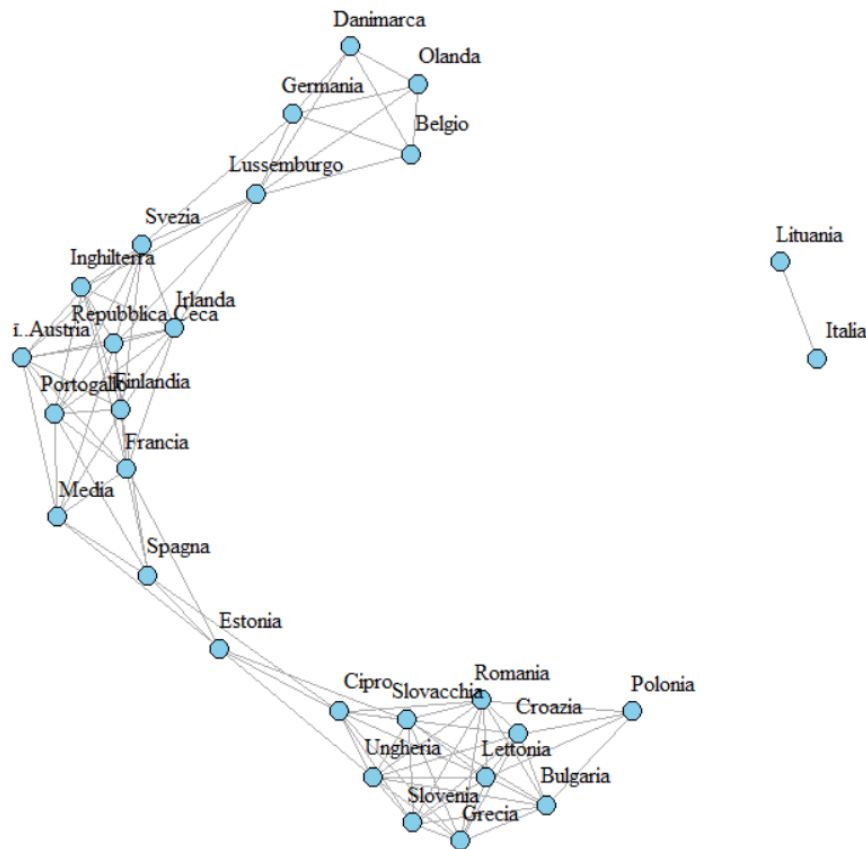 Danimarca
Olanda
Germania
Belgio
Lussemburgo
Svezia
Lituania
Inghilterra
Irlanda
Repubblica Ceca
ï..Austria
Italia
Portogallo
Finlandia
Francia
Media
Spagna
Estonia
Romania
Polonia
Cipro
Slovacchia
Croazia
Ungheria
Lettonia
Bulgaria
Slovenia
Grecia